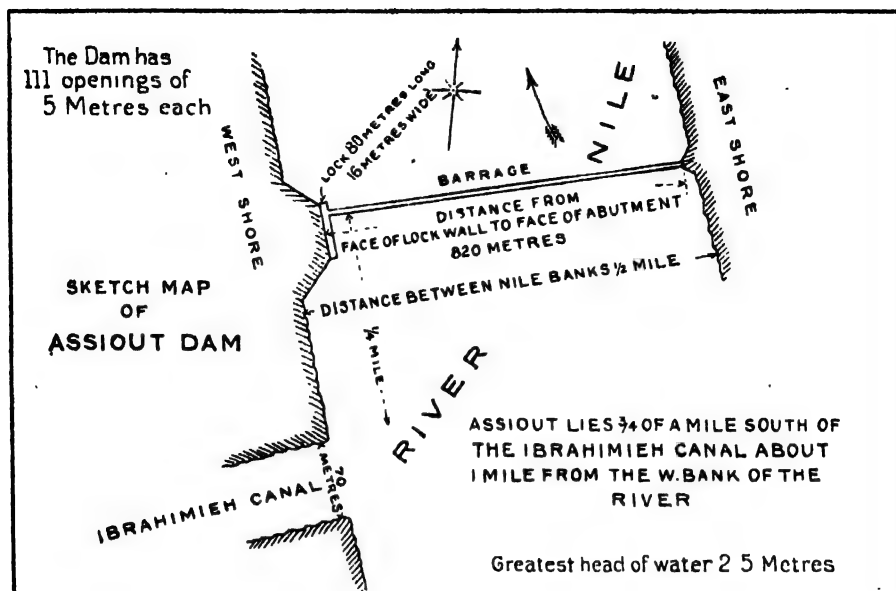 The Dam has
111 openings of
5 Metres each
LOCK 80 METRES LONG
16 METRES WIDE
NILE
EAST SHORE
WEST SHORE
BARRAGE
DISTANCE FROM
FACE OF LOCK WALL TO FACE OF ABUTMENT
820 METRES
DISTANCE BETWEEN NILE BANKS ½ MILE
SKETCH MAP
OF
ASSIOUT DAM
¼ MILE
RIVER
ASSIOUT LIES ¾ OF A MILE SOUTH OF
THE IBRAHIMIEH CANAL ABOUT
1 MILE FROM THE W. BANK OF THE
RIVER
70
METRES
IBRAHIMIEH CANAL
Greatest head of water 2 5 Metres